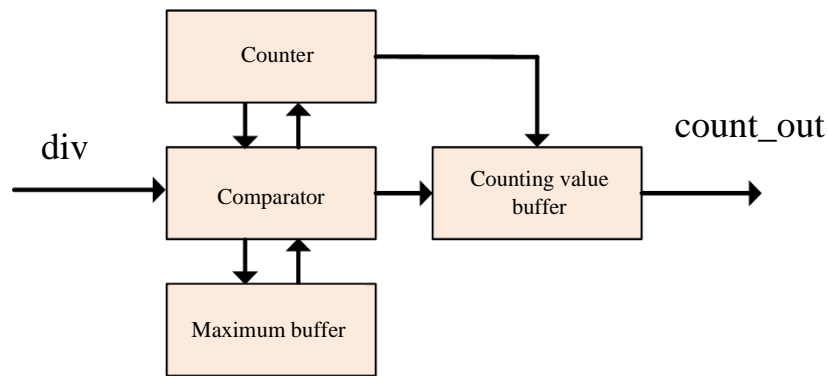 Counter
div
Comparator
Counting value
buffer
count_out
Maximum buffer